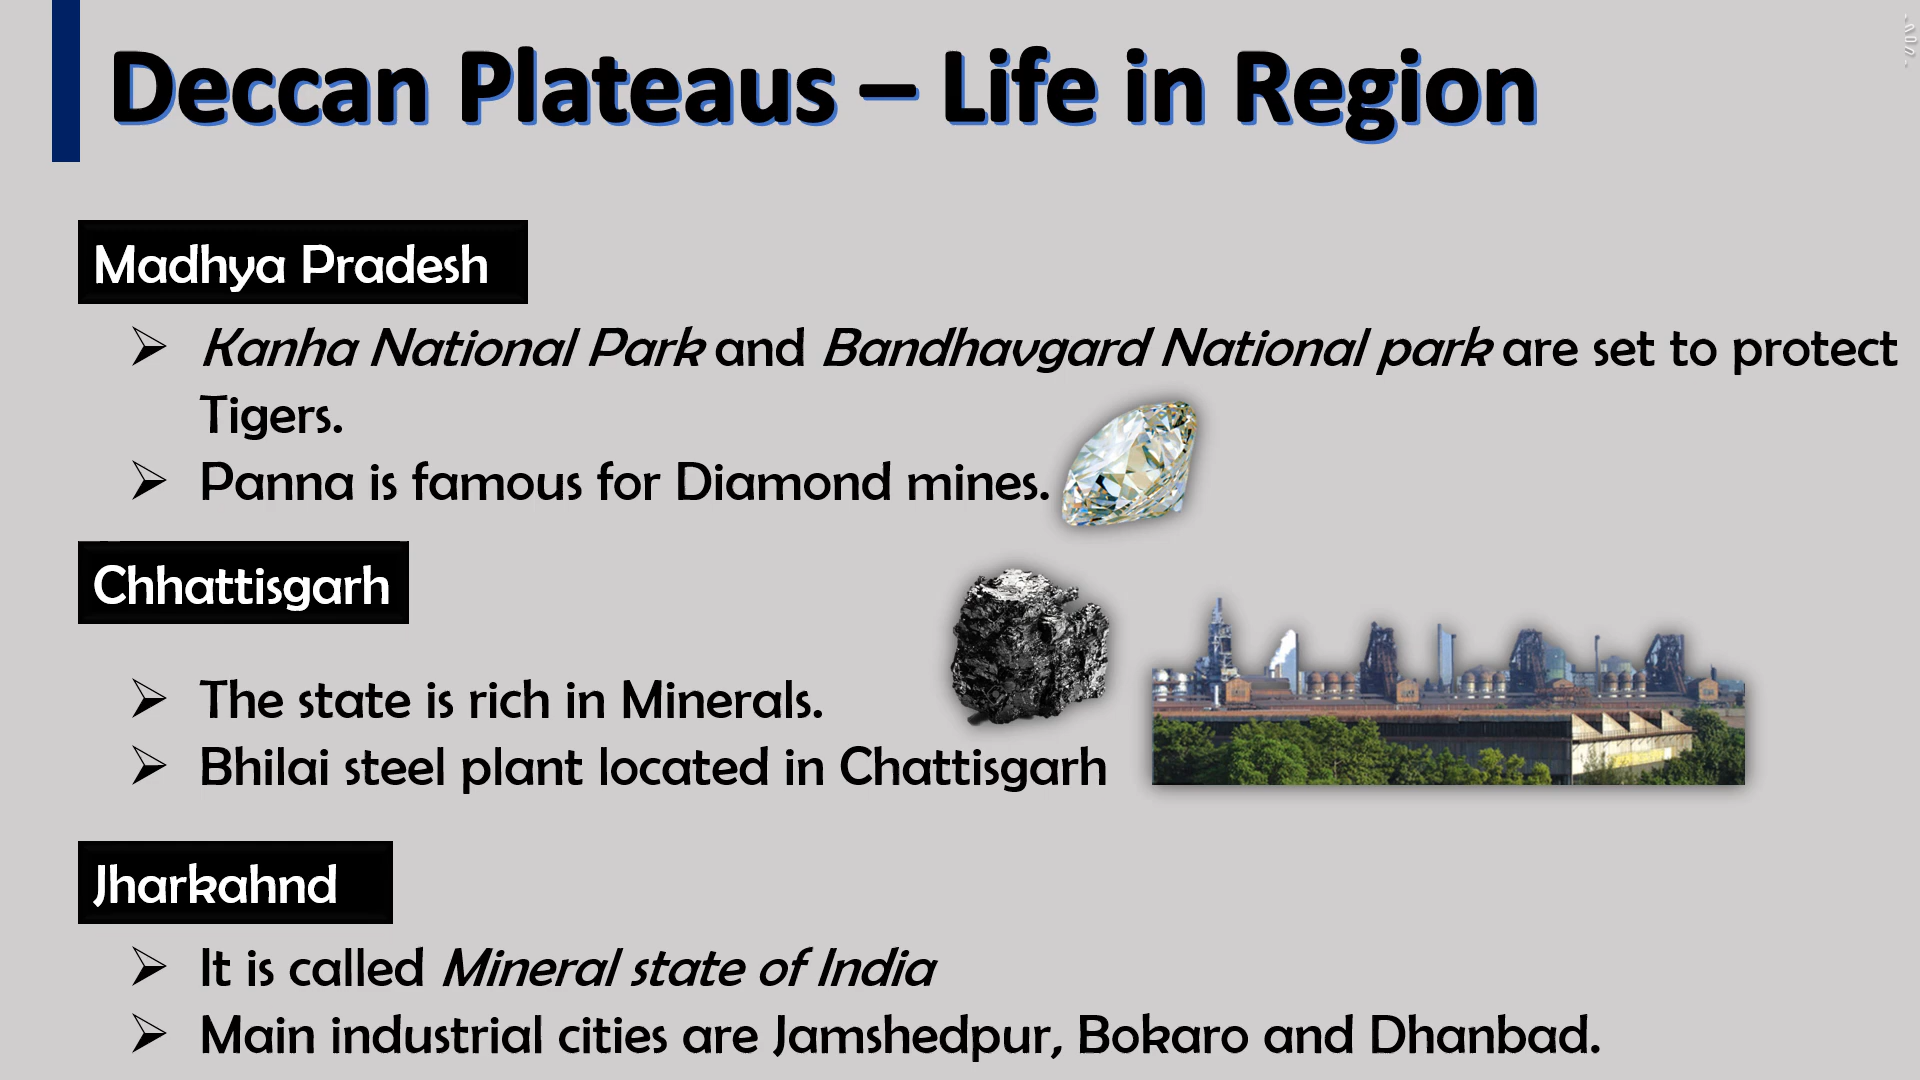 Deccan Plateaus – Life in Region
Madhya Pradesh
➢ Kanha National Park and Bandhavgard National park are set to protect
Tigers.
➢ Panna is famous for Diamond mines.
Chhattisgarh
➢ The state is rich in Minerals.
➢ Bhilai steel plant located in Chattisgarh
Jharkahnd
➢ It is called Mineral state of India
➢ Main industrial cities are Jamshedpur, Bokaro and Dhanbad.